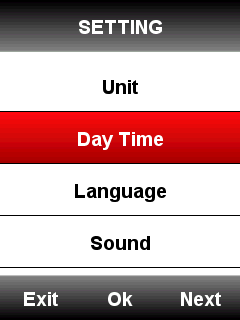 SETTING
Unit
Day Time
Language
Sound
Exit Ok Next